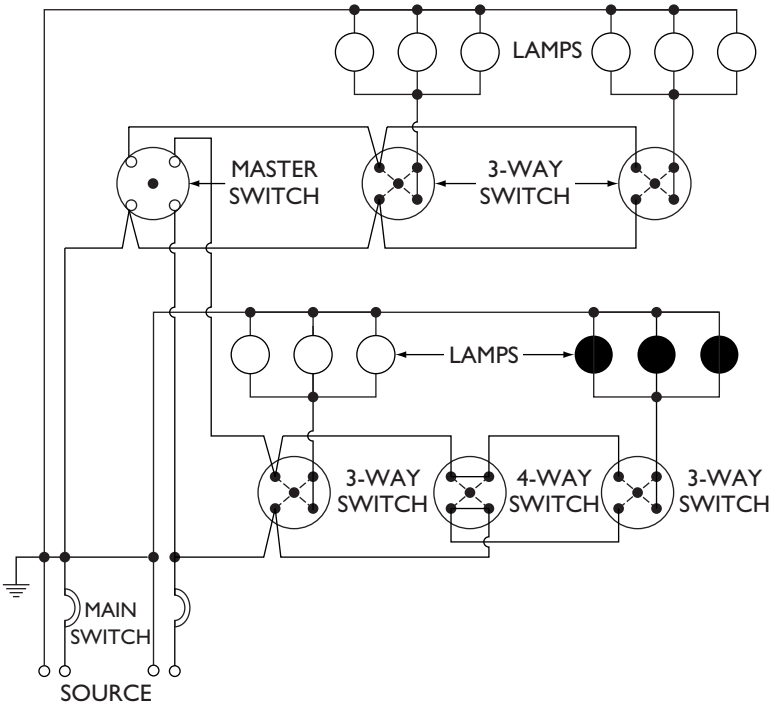 LAMPS
MASTER
SWITCH
3-WAY
SWITCH
LAMPS
3-WAY
SWITCH
4-WAY
SWITCH
3-WAY
SWITCH
MAIN
SWITCH
SOURCE